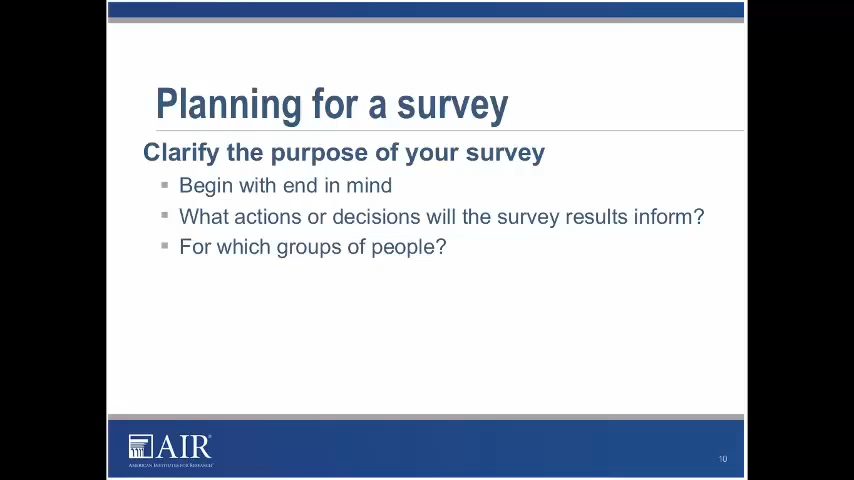 Planning for a survey
Clarify the purpose of your survey
Begin with end in mind
What actions or decisions will the survey results inform?
For which groups of people?
AIR
AMERICAN INSTITUTES FOR RESEARCH
10